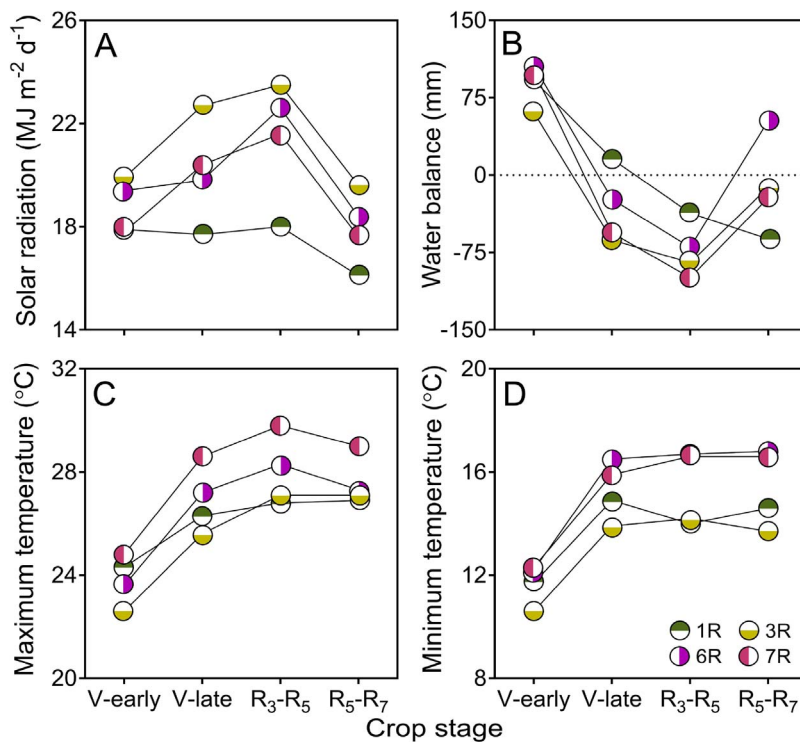 A
Solar radiation (MJ m⁻² d⁻¹)
26
22
18
14
B
Water balance (mm)
150
75
0
-75
-150
C
Maximum temperature (°C)
32
28
24
20
V-early V-late R₃-R₅ R₅-R₇
D
Minimum temperature (°C)
20
16
12
8
1R 3R
6R 7R
V-early V-late R₃-R₅ R₅-R₇
Crop stage